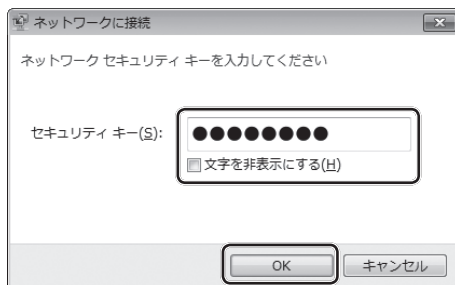 ネットワークに接続
ネットワーク セキュリティ キーを入力してください
セキュリティ キー(S): ●●●●●●●●
文字を非表示にする(H)
OK キャンセル